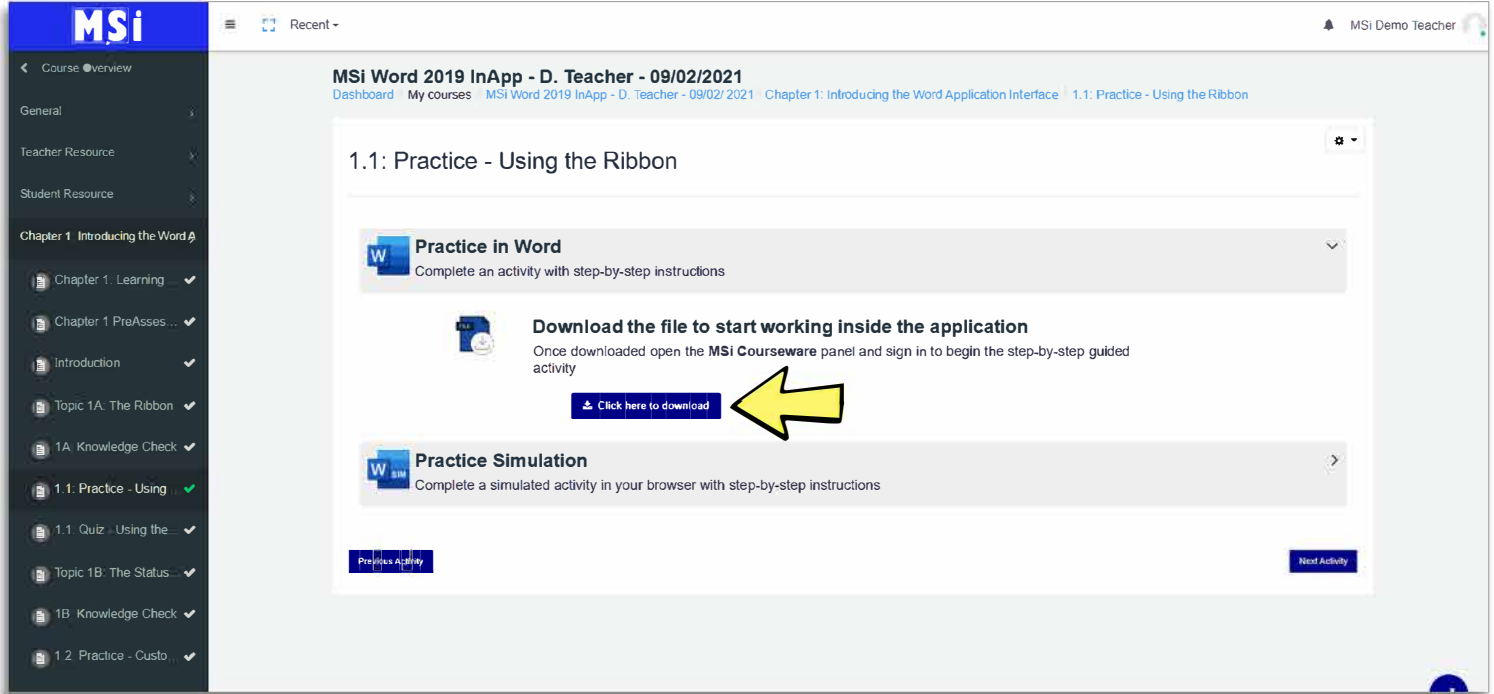 MSi
Recent
MSi Demo Teacher
Course Overview
General
Teacher Resource
Student Resource
Chapter 1 Introducing the Word A
Chapter 1. Learning ...
Chapter 1 PreAsses...
Introduction
Topic 1A: The Ribbon
1A Knowledge Check
1.1: Practice - Using ...
1.1. Quiz - Using the...
Topic 1B: The Status...
1B Knowledge Check
1.2 Practice - Custo...
MSi Word 2019 InApp - D. Teacher - 09/02/2021
Dashboard My courses MSi Word 2019 InApp - D. Teacher - 09/02/2021 Chapter 1: Introducing the Word Application Interface 1.1: Practice - Using the Ribbon
1.1: Practice - Using the Ribbon
W
Practice in Word
Complete an activity with step-by-step instructions
FILE
Download the file to start working inside the application
Once downloaded open the MSi Courseware panel and sign in to begin the step-by-step guided
activity
Click here to download
W SIM
Practice Simulation
Complete a simulated activity in your browser with step-by-step instructions
Previous Activity
Next Activity